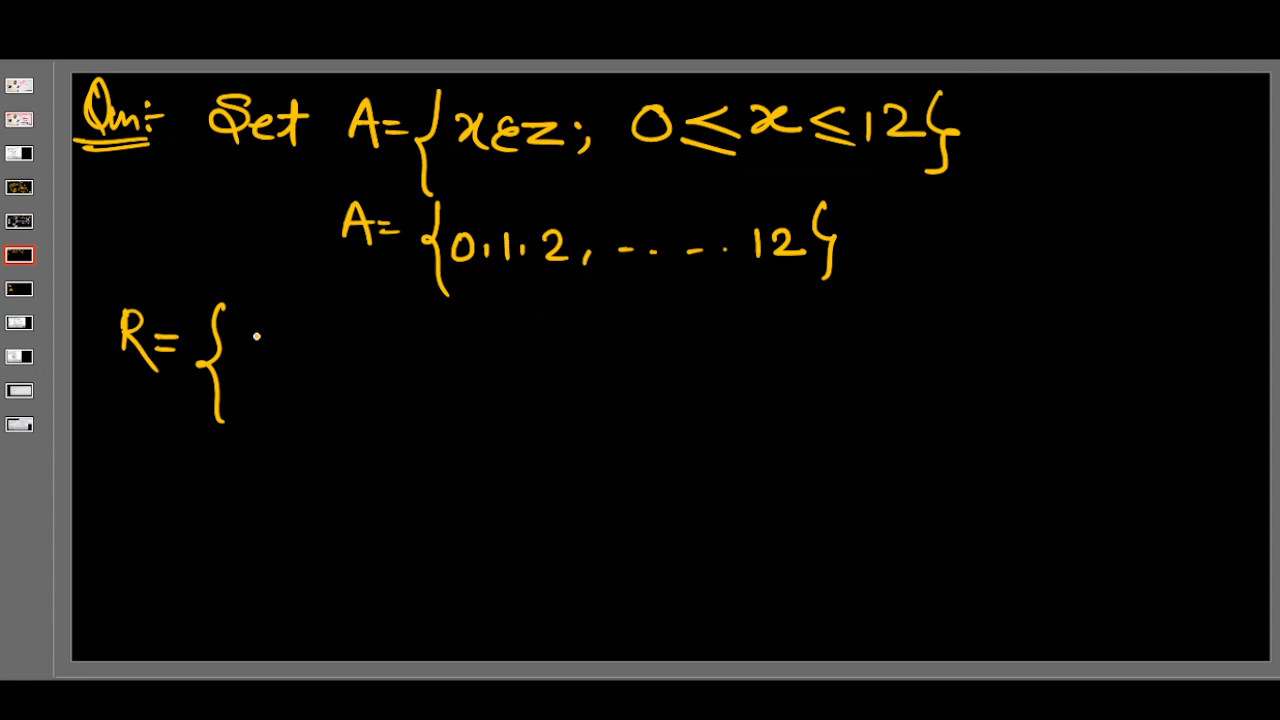 Qn:- Set A={x∈Z; 0≤x≤12}
A={0,1,2,-..-.12}
R={